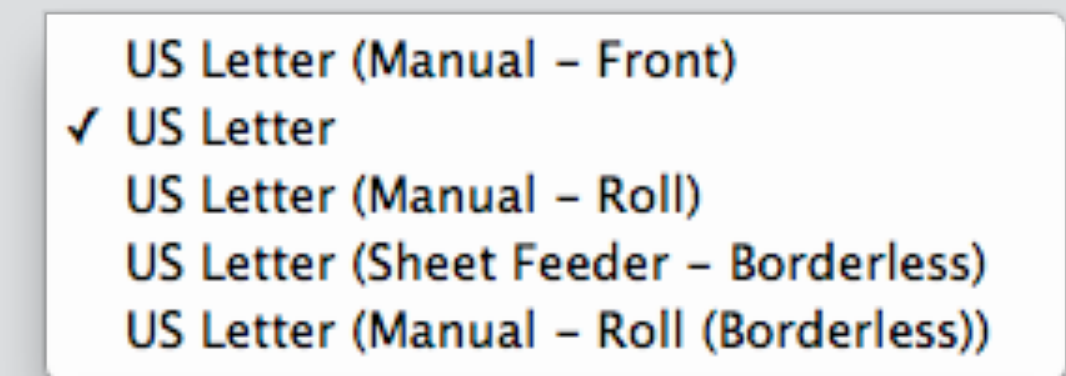 US Letter (Manual – Front)
✓ US Letter
US Letter (Manual – Roll)
US Letter (Sheet Feeder – Borderless)
US Letter (Manual – Roll (Borderless))